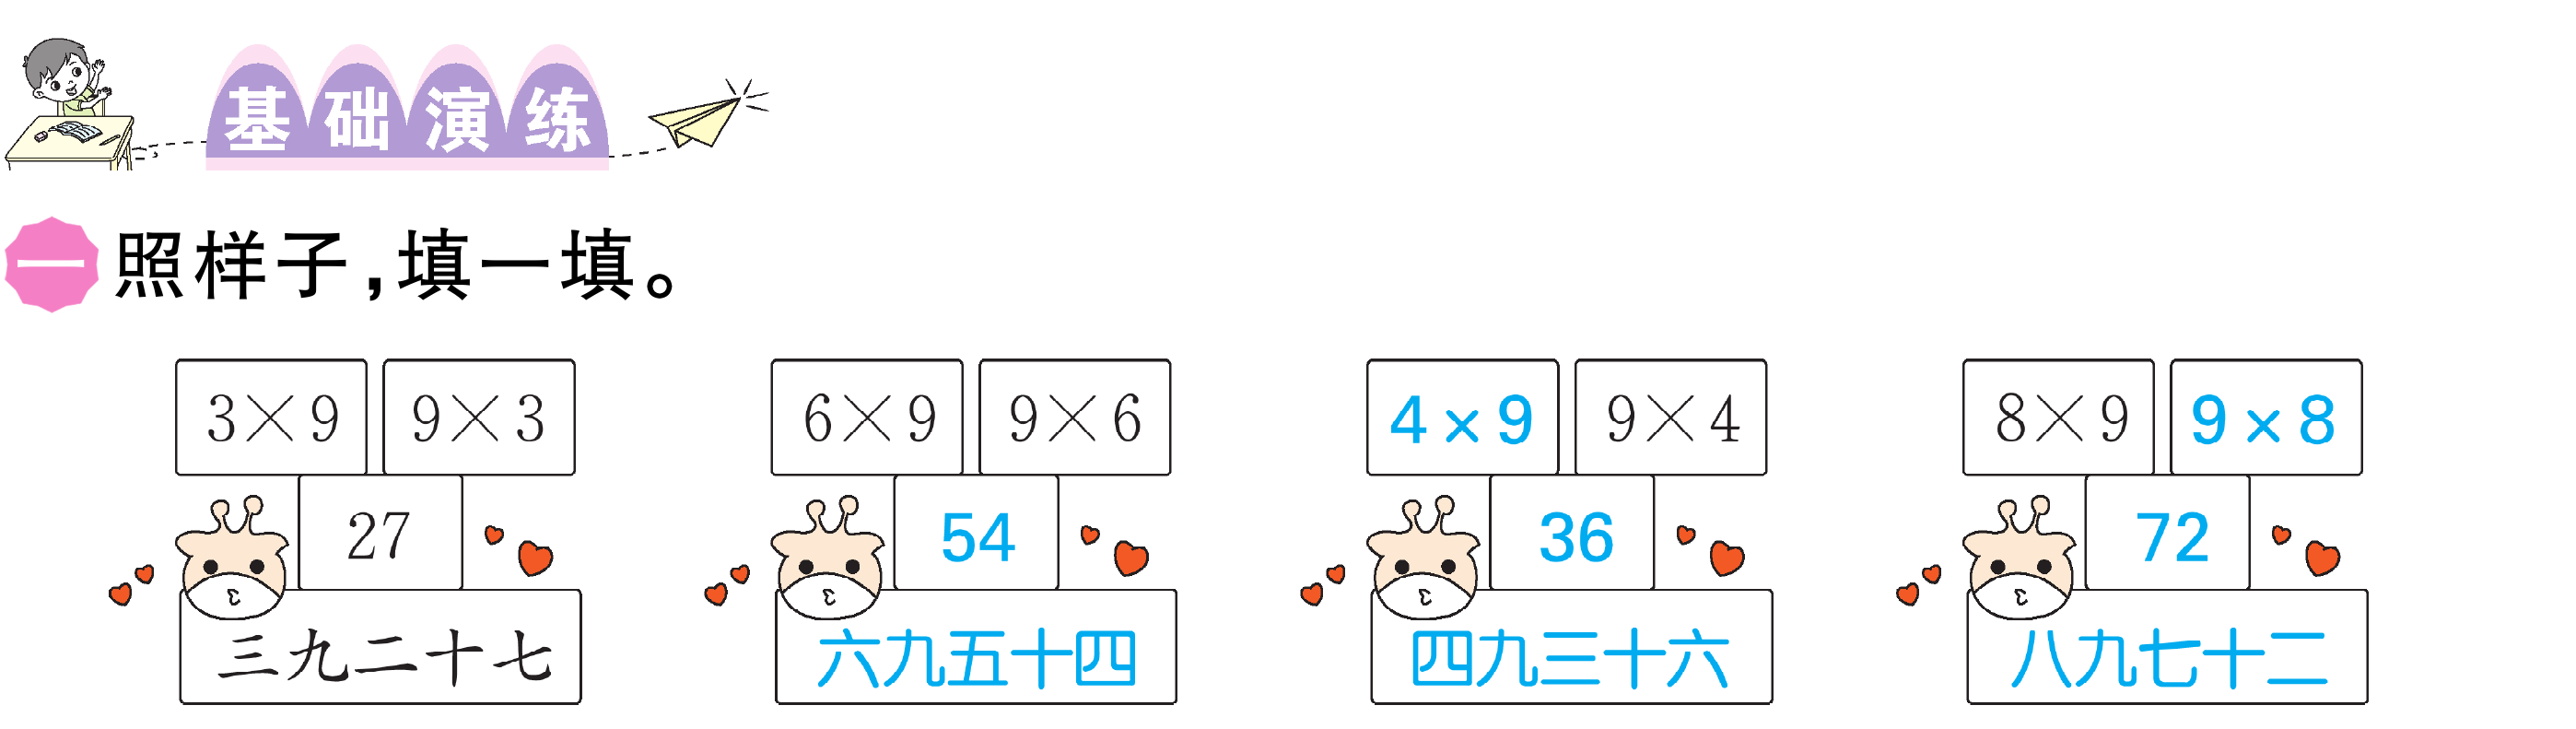 基础演练
一 照样子,填一填。
3×9 9×3 6×9 9×6 4×9 9×4 8×9 9×8
27 54 36 72
三九二十七 六九五十四 四九三十六 八九七十二